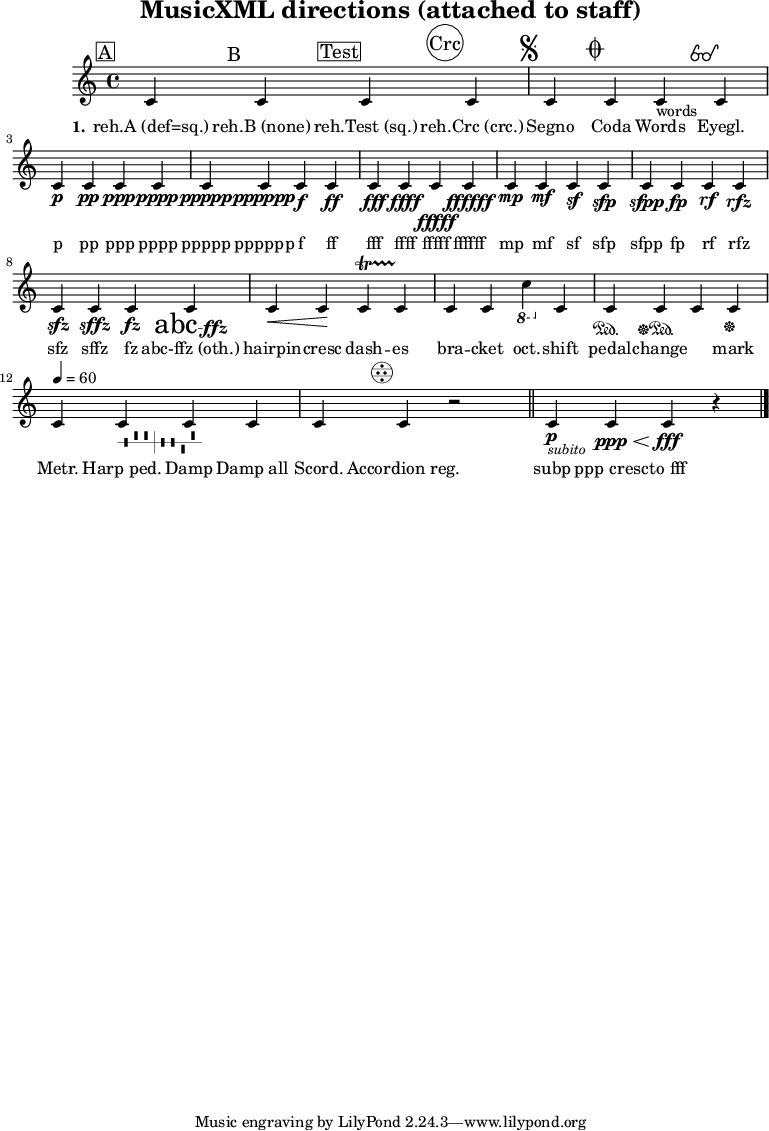 MusicXML directions (attached to staff)
A B Test Crc
words
1. reh.A (def=sq.) reh.B (none) reh.Test (sq.) reh.Crc (crc.) Segno Coda Words Eyegl.
3
p pp ppp pppp ppppp pppppp f ff fff ffff fffff ffffff mp mf sf sfp sfpp fp rf rfz
p pp ppp pppp ppppp pppppp f ff fff ffff fffff ffffff mp mf sf sfp sfpp fp rf rfz
8
tr
sfz sffz fz abc-ffz 8 Ped. Ped.
sfz sffz fz abc-ffz (oth.) hairpin cresc dash -- es bra -- cket oct. shift pedal change mark
12
= 60
p subito ppp < fff
Metr. Harp ped. Damp Damp all Scord. Accordion reg. subp ppp cresc to fff
Music engraving by LilyPond 2.24.3—www.lilypond.org